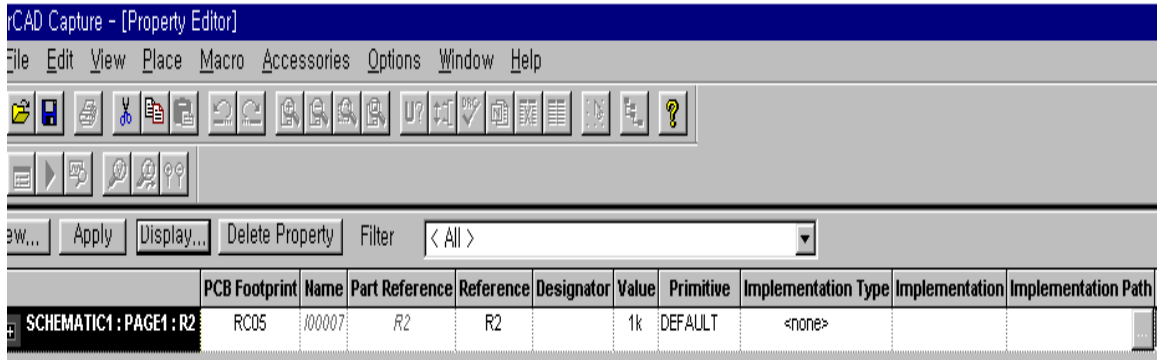 rCAD Capture - [Property Editor]
File Edit View Place Macro Accessories Options Window Help
U? DRC ?
ew... Apply Display... Delete Property Filter < All >
PCB Footprint Name Part Reference Reference Designator Value Primitive Implementation Type Implementation Implementation Path
SCHEMATIC1 : PAGE1 : R2 RC05 I00007 R2 R2 1k DEFAULT <none> ...